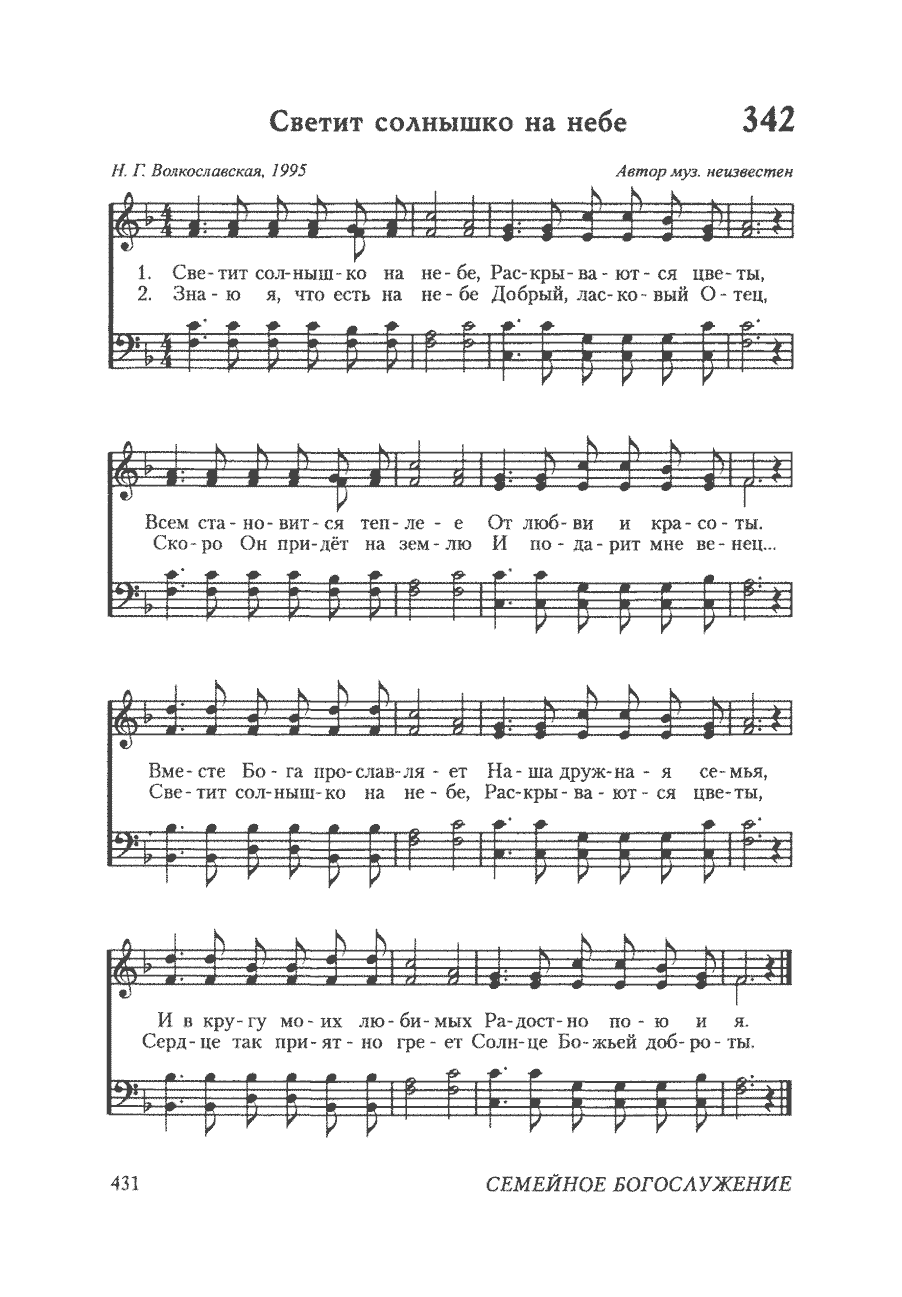 Светит солнышко на небе 342
Н. Г. Волкославская, 1995 Автор муз. неизвестен
1. Све- тит сол-ныш- ко на не- бе, Рас-кры- ва - ют - ся цве- ты,
2. Зна - ю я, что есть на не - бе Добрый, лас- ко- вый О - тец,
Всем ста - но- вит- ся теп- ле - е От люб- ви и кра- со - ты.
Ско- ро Он при-дёт на зем- лю И по - да- рит мне ве- нец...
Вме- сте Бо - га про-слав-ля - ет На- ша друж-на - я се- мья,
Све- тит сол-ныш- ко на не - бе, Рас-кры- ва - ют - ся цве- ты,
И в кру- гу мо- их лю- би- мых Ра-дост- но по - ю и я.
Серд- це так при- ят - но гре - ет Солн-це Бо- жьей доб- ро - ты.
431 СЕМЕЙНОЕ БОГОСЛУЖЕНИЕ